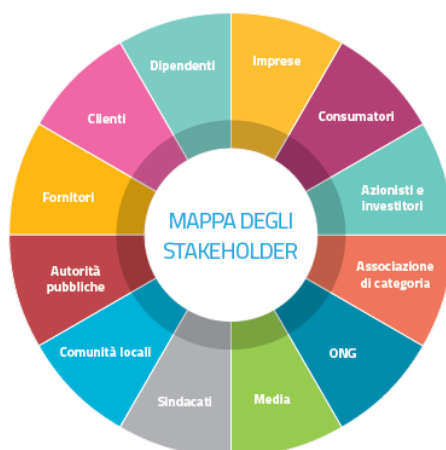 MAPPA DEGLI
STAKEHOLDER
Imprese
Consumatori
Azionisti e
investitori
Associazione
di categoria
ONG
Media
Sindacati
Comunità locali
Autorità
pubbliche
Fornitori
Clienti
Dipendenti